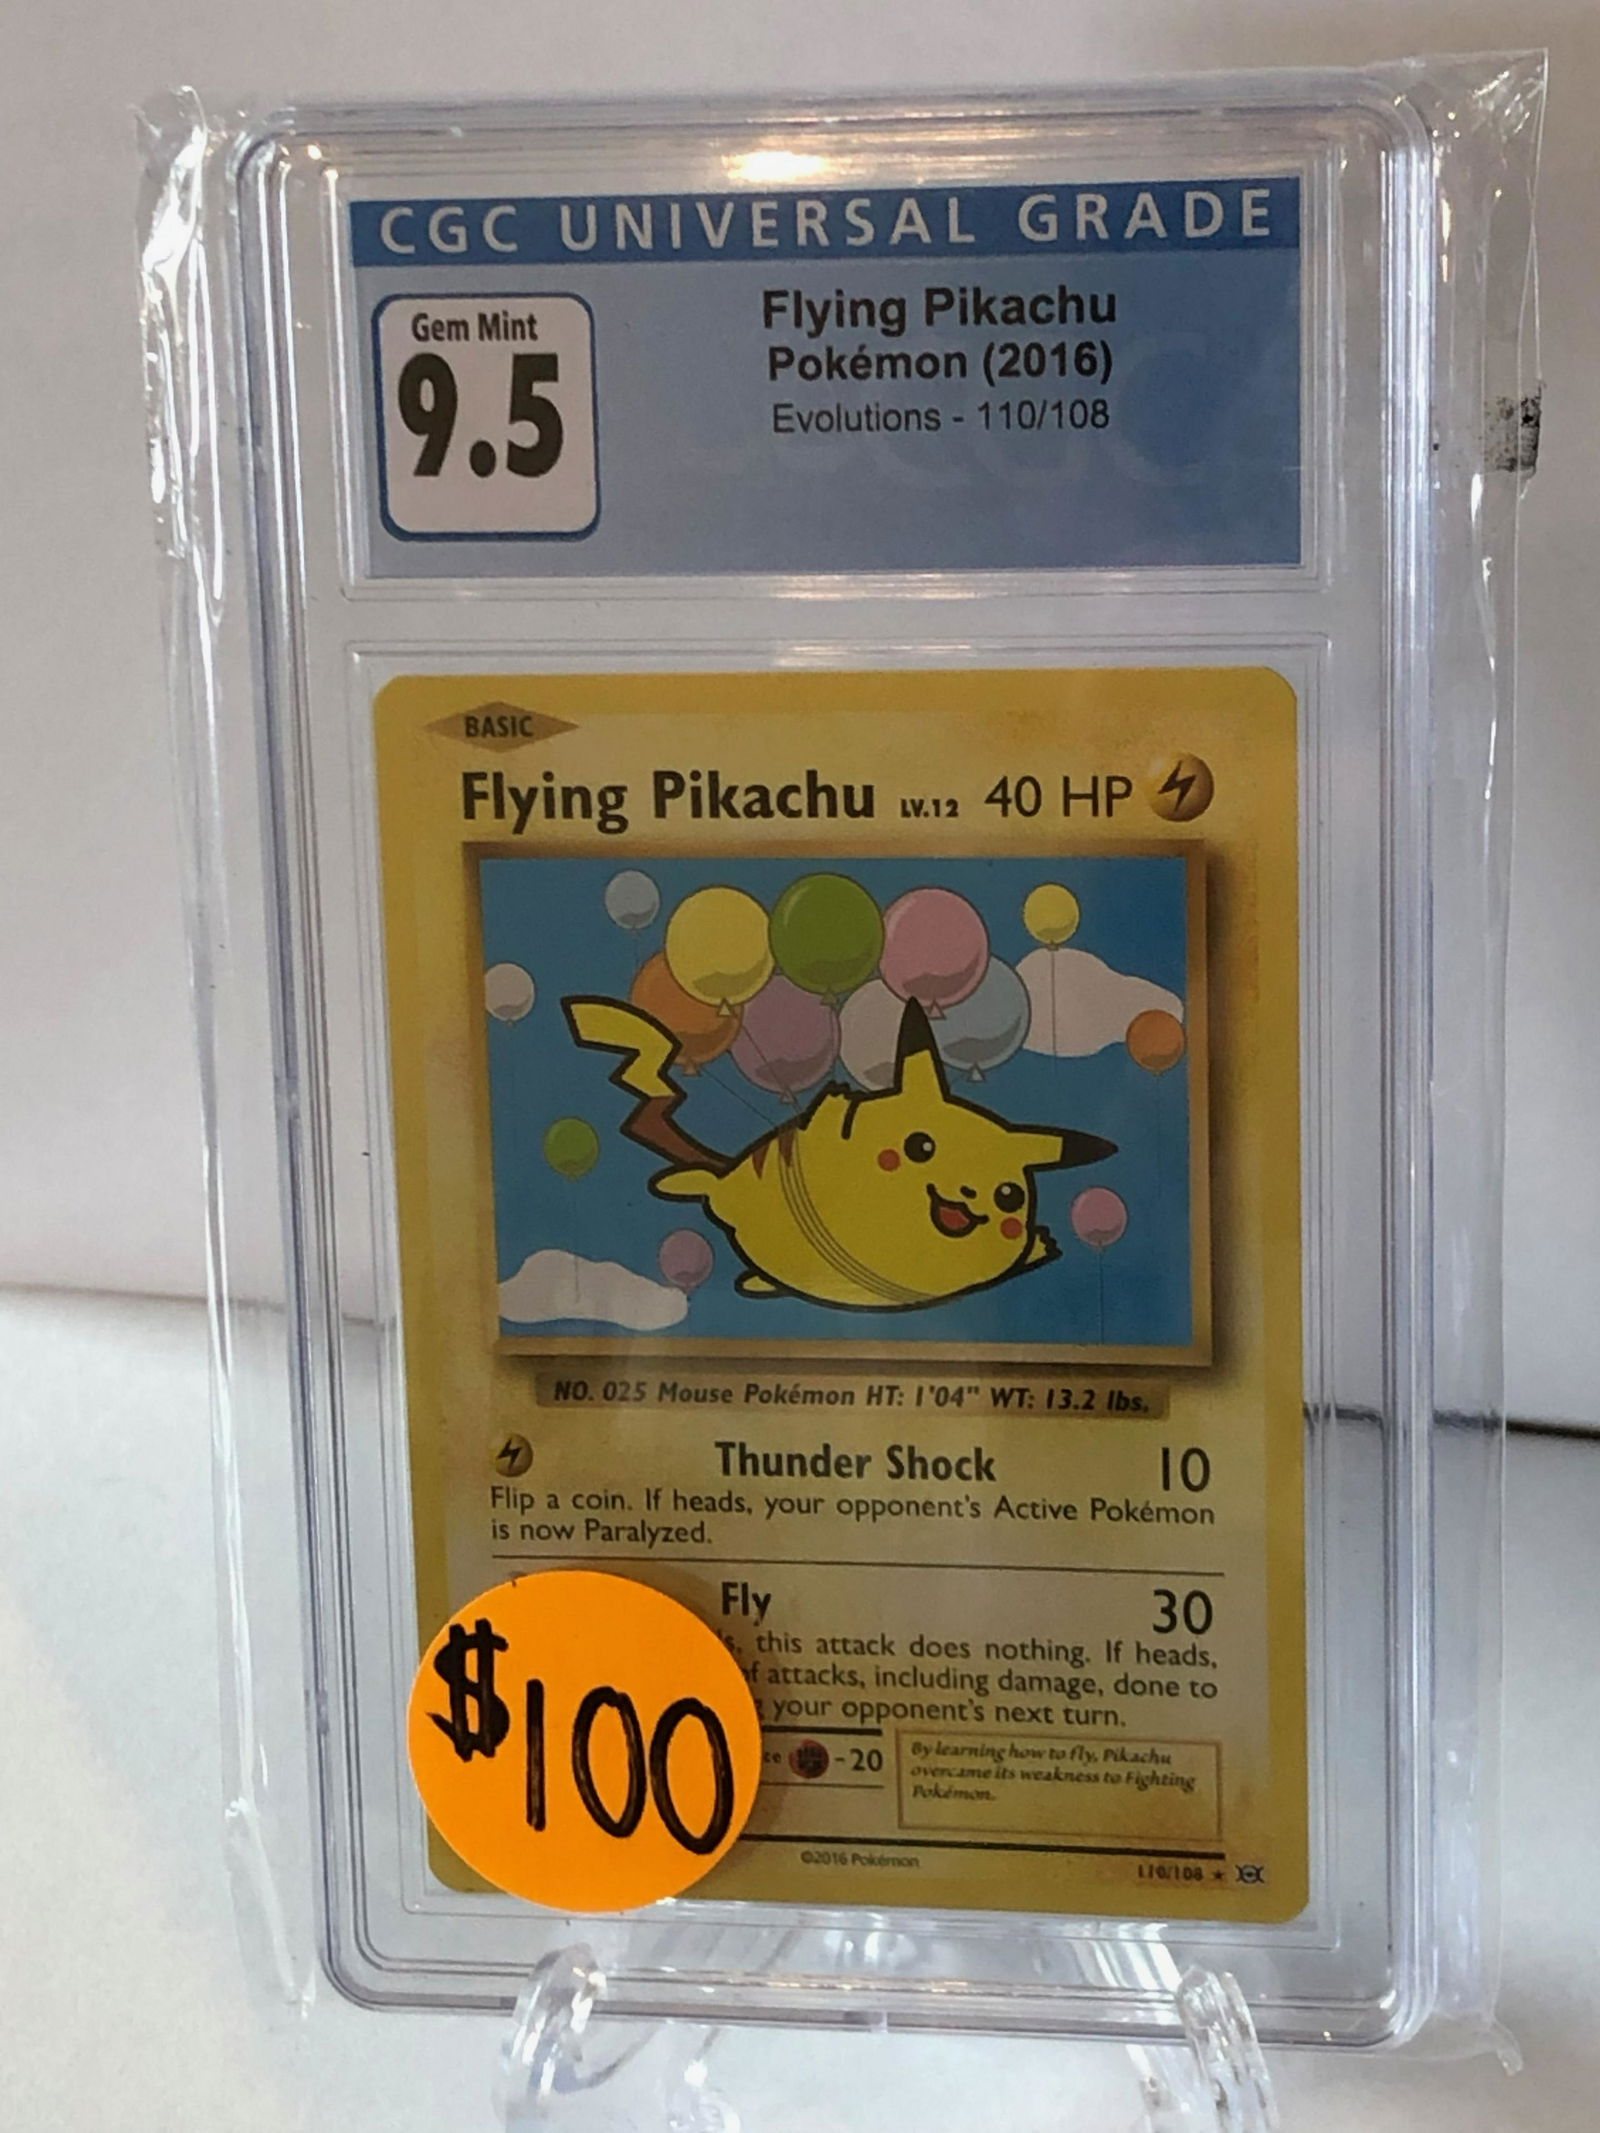 CGC UNIVERSAL GRADE
Gem Mint
9.5
Flying Pikachu
Pokémon (2016)
Evolutions - 110/108
BASIC
Flying Pikachu LV.12 40 HP
NO. 025 Mouse Pokémon HT: 1'04" WT: 13.2 lbs.
Thunder Shock 10
Flip a coin. If heads, your opponent's Active Pokémon
is now Paralyzed.
Fly 30
this attack does nothing. If heads,
attacks, including damage, done to
your opponent's next turn.
-20
By learning how to fly, Pikachu
overcame its weakness to Fighting
Pokémon.
©2016 Pokémon
110/108
$100